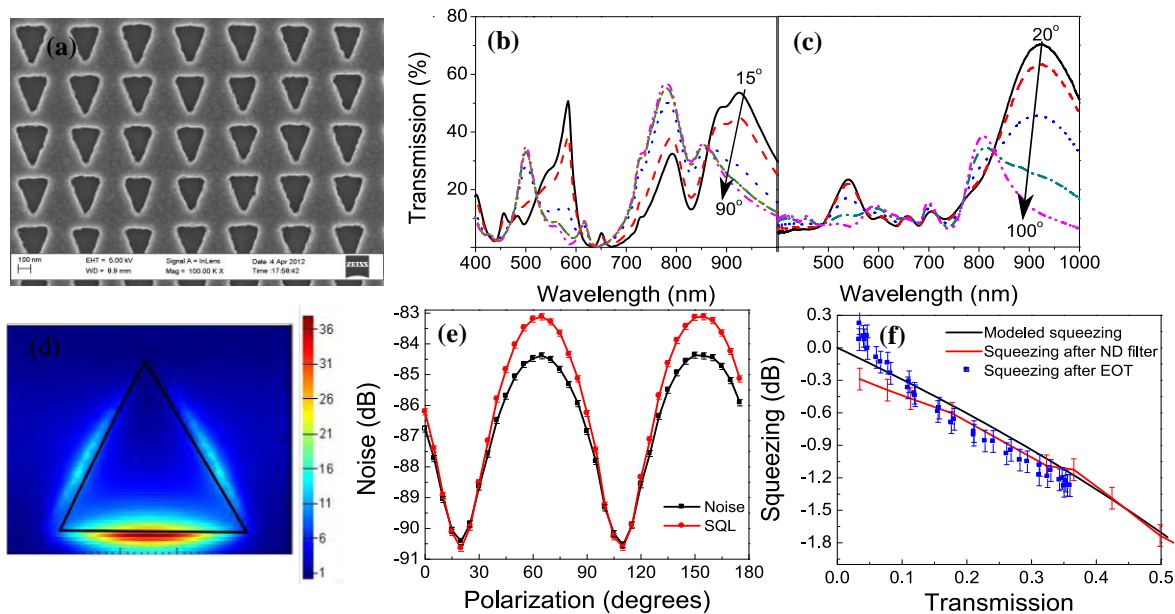 (a)
100 nm
EHT = 5.00 kV
WD = 8.9 mm
Signal A = InLens
Mag = 100.00 K X
Date :4 Apr 2012
Time :17:58:42
ZEISS
(b)
Transmission (%)
80
60
40
20
15°
90°
400 500 600 700 800 900
Wavelength (nm)
(c)
20°
100°
500 600 700 800 900 1000
Wavelength (nm)
(d)
36
31
26
21
16
11
6
1
(e)
Noise (dB)
-83
-84
-85
-86
-87
-88
-89
-90
-91
Noise
SQL
0 30 60 90 120 150 180
Polarization (degrees)
(f)
Squeezing (dB)
0.3
0.0
-0.3
-0.6
-0.9
-1.2
-1.5
-1.8
Modeled squeezing
Squeezing after ND filter
Squeezing after EOT
0.0 0.1 0.2 0.3 0.4 0.5
Transmission